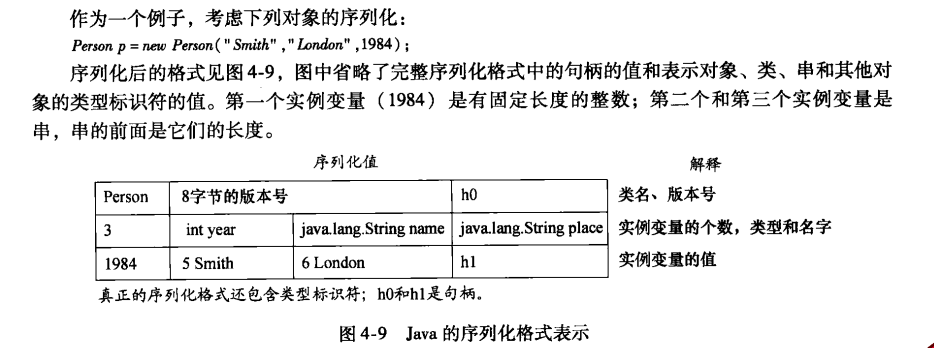 作为一个例子，考虑下列对象的序列化：
Person p = new Person("Smith","London",1984);
序列化后的格式见图4-9，图中省略了完整序列化格式中的句柄的值和表示对象、类、串和其他对
象的类型标识符的值。第一个实例变量（1984）是有固定长度的整数；第二个和第三个实例变量是
串，串的前面是它们的长度。
序列化值 解释
Person 8字节的版本号 h0 类名、版本号
3 int year java.lang.String name java.lang.String place 实例变量的个数，类型和名字
1984 5 Smith 6 London h1 实例变量的值
真正的序列化格式还包含类型标识符；h0和h1是句柄。
图4-9 Java 的序列化格式表示